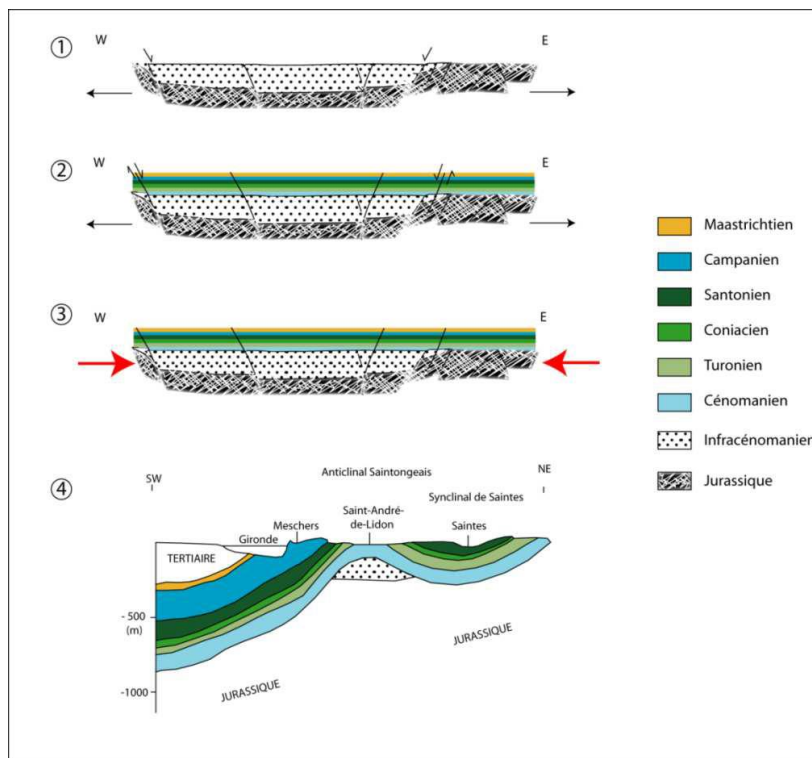 ①
W E
②
W E
③
W E
Maastrichtien
Campanien
Santonien
Coniacien
Turonien
Cénomanien
Infracénomanien
Jurassique
④
SW NE
Anticlinal Saintongeais
Synclinal de Saintes
Saint-André-
de-Lidon
Meschers
Saintes
Gironde
TERTIAIRE
- 500
(m)
-1000
JURASSIQUE
JURASSIQUE